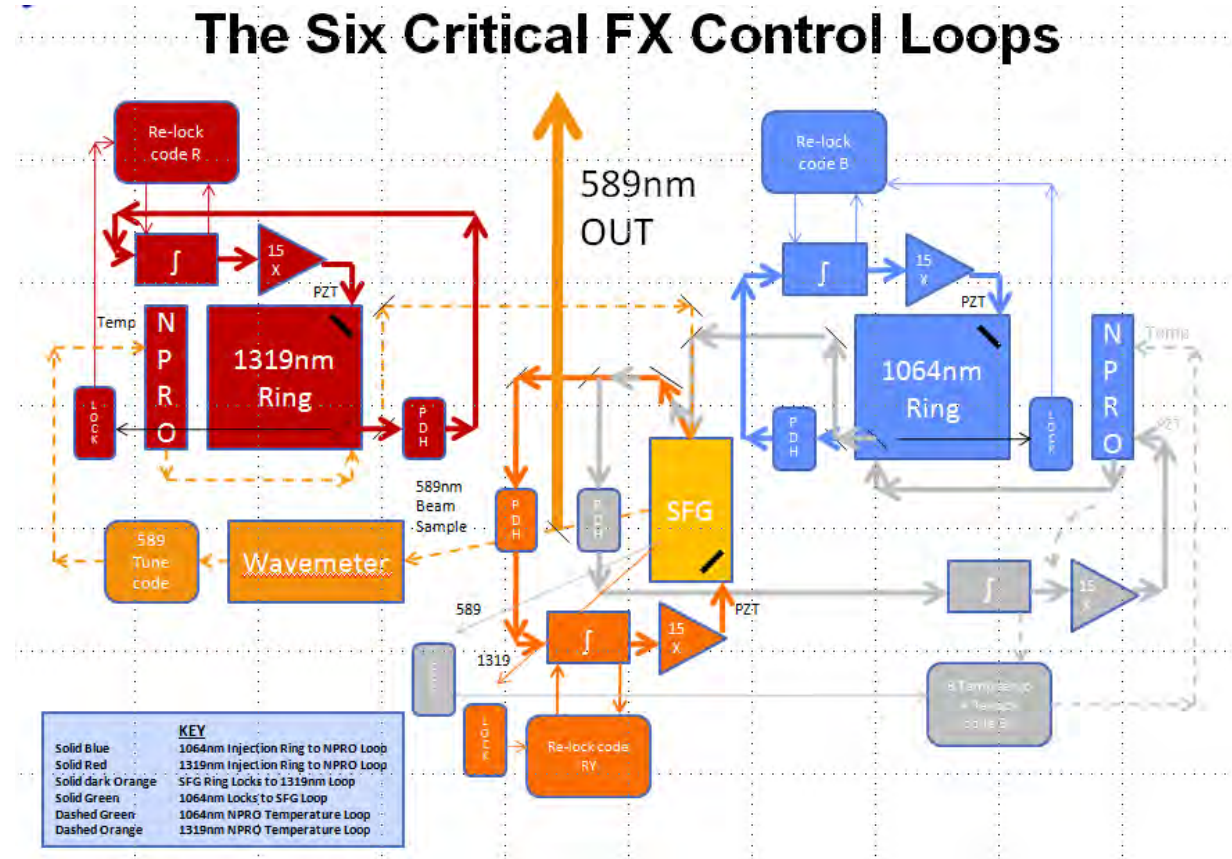 The Six Critical FX Control Loops
Re-lock
code R
∫
15
X
PZT
Temp
N
P
R
O
1319nm
Ring
L
O
C
K
P
D
H
589nm
OUT
Re-lock
code B
∫
15
X
PZT
1064nm
Ring
P
D
H
L
O
C
K
N
P
R
O
Temp
PZT
589nm
Beam
Sample
P
D
H
P
D
H
SFG
589
Tune
code
Wavemeter
589
1319
∫
15
X
PZT
∫
15
X
L
O
C
K
Re-lock code
RY
KEY
Solid Blue 1064nm Injection Ring to NPRO Loop
Solid Red 1319nm Injection Ring to NPRO Loop
Solid dark Orange SFG Ring Locks to 1319nm Loop
Solid Green 1064nm Locks to SFG Loop
Dashed Green 1064nm NPRO Temperature Loop
Dashed Orange 1319nm NPRO Temperature Loop